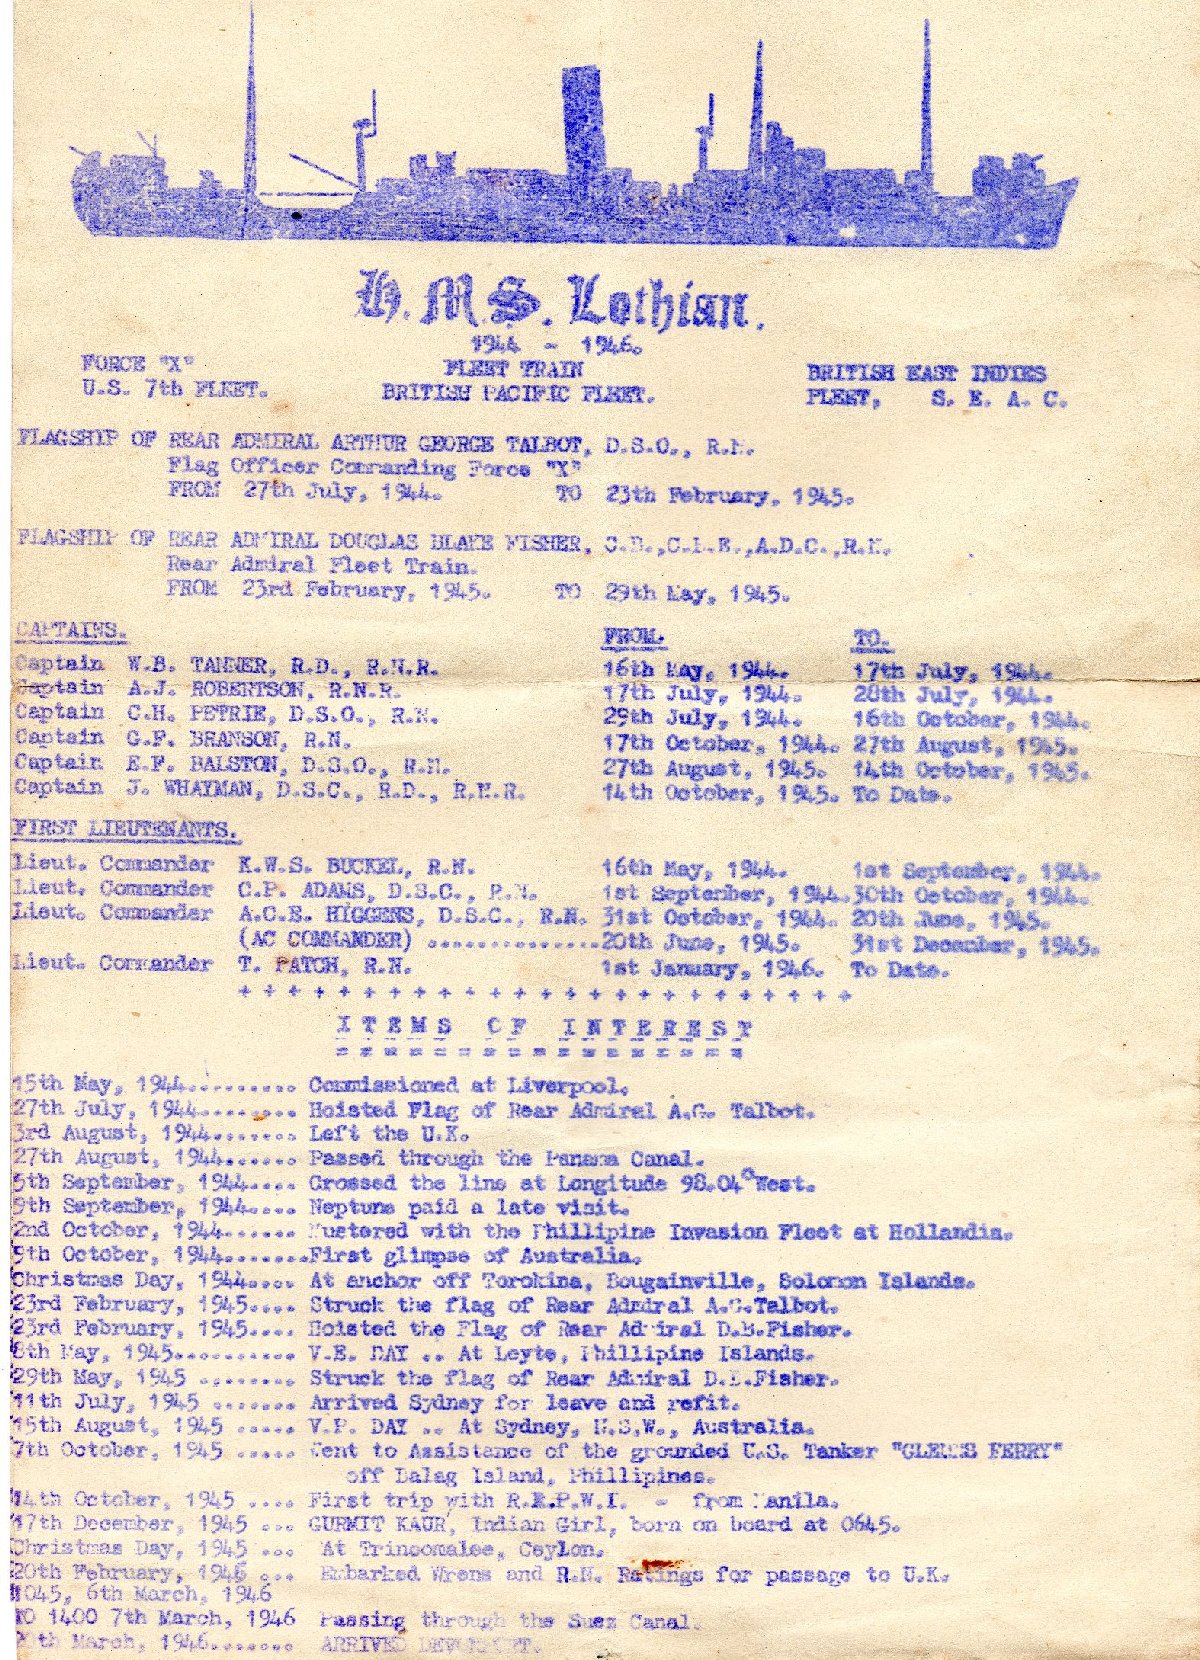 H.M.S. Lothian.
1944 - 1946.
FORCE "X" FLEET TRAIN BRITISH EAST INDIES
U.S. 7th FLEET. BRITISH PACIFIC FLEET. FLEET, S. E. A. C.
FLAGSHIP OF REAR ADMIRAL ARTHUR GEORGE TALBOT, D.S.O., R.N.
Flag Officer Commanding Force "X"
FROM 27th July, 1944. TO 23th February, 1945.
FLAGSHIP OF REAR ADMIRAL DOUGLAS BLAKE FISHER, C.B.,C.B.E.,A.D.C.,R.N.
Rear Admiral Fleet Train.
FROM 23rd February, 1945. TO 29th May, 1945.
CAPTAINS. FROM. TO.
Captain W.B. TANNER, R.D., R.N.R. 16th May, 1944. 17th July, 1944.
Captain A.J. ROBERTSON, R.N.R. 17th July, 1944. 28th July, 1944.
Captain C.H. PETRIE, D.S.O., R.N. 29th July, 1944. 16th October, 1944.
Captain G.F. BRANSON, R.N. 17th October, 1944. 27th August, 1945.
Captain E.F. BALSTON, D.S.O., R.N. 27th August, 1945. 14th October, 1945.
Captain J. WHAYMAN, D.S.C., R.D., R.N.R. 14th October, 1945. To Date.
FIRST LIEUTENANTS.
Lieut. Commander K.W.S. BUCKEL, R.N. 16th May, 1944. 1st September, 1944.
Lieut. Commander C.P. ADAMS, D.S.C., R.N. 1st September, 1944. 30th October, 1944.
Lieut. Commander A.C.E. HIGGENS, D.S.C., R.N. 31st October, 1944. 20th June, 1945.
(AC COMMANDER) ..............20th June, 1945. 31st December, 1945.
Lieut. Commander T. PATCH, R.N. 1st January, 1946. To Date.
+ + + + + + + + + + + + + + + + + + + + + + + + +
I T E M S O F I N T E R E S T
= = = = = = = = = = = = = = = = =
15th May, 1944......... Commissioned at Liverpool.
27th July, 1944........ Hoisted Flag of Rear Admiral A.G. Talbot.
3rd August, 1944....... Left the U.K.
27th August, 1944...... Passed through the Panama Canal.
5th September, 1944.... Crossed the line at Longitude 98.04° West.
9th September, 1944.... Neptune paid a late visit.
2nd October, 1944...... Mustered with the Phillipine Invasion Fleet at Hollandia.
9th October, 1944.......First glimpse of Australia.
Christmas Day, 1944.... At anchor off Torokina, Bougainville, Solomon Islands.
23rd February, 1945.... Struck the flag of Rear Admiral A.G.Talbot.
23rd February, 1945.... Hoisted the Flag of Rear Admiral D.B.Fisher.
8th May, 1945.......... V.E. DAY .. At Leyte, Phillipine Islands.
29th May, 1945 ........ Struck the flag of Rear Admiral D.B.Fisher.
11th July, 1945 ....... Arrived Sydney for leave and refit.
15th August, 1945 ..... V.P. DAY .. At Sydney, N.S.W., Australia.
7th October, 1945 ..... Went to Assistance of the grounded U.S. Tanker FERRY"
off Island, Phillipines.
14th October, 1945 .... First trip with R.E.P.W.I. - from Manila.
17th December, 1945 ... GURMIT KAUR, Indian Girl, born on board at 0645.
Christmas Day, 1945 ... At Trincomalee, Ceylon.
20th February, 1946 ... Embarked Wrens and R.N. Ratings for passage to U.K.
1045, 6th March, 1946
TO 1400 7th March, 1946 Passing through the Suez Canal.
March, 1946....... ARRIVED